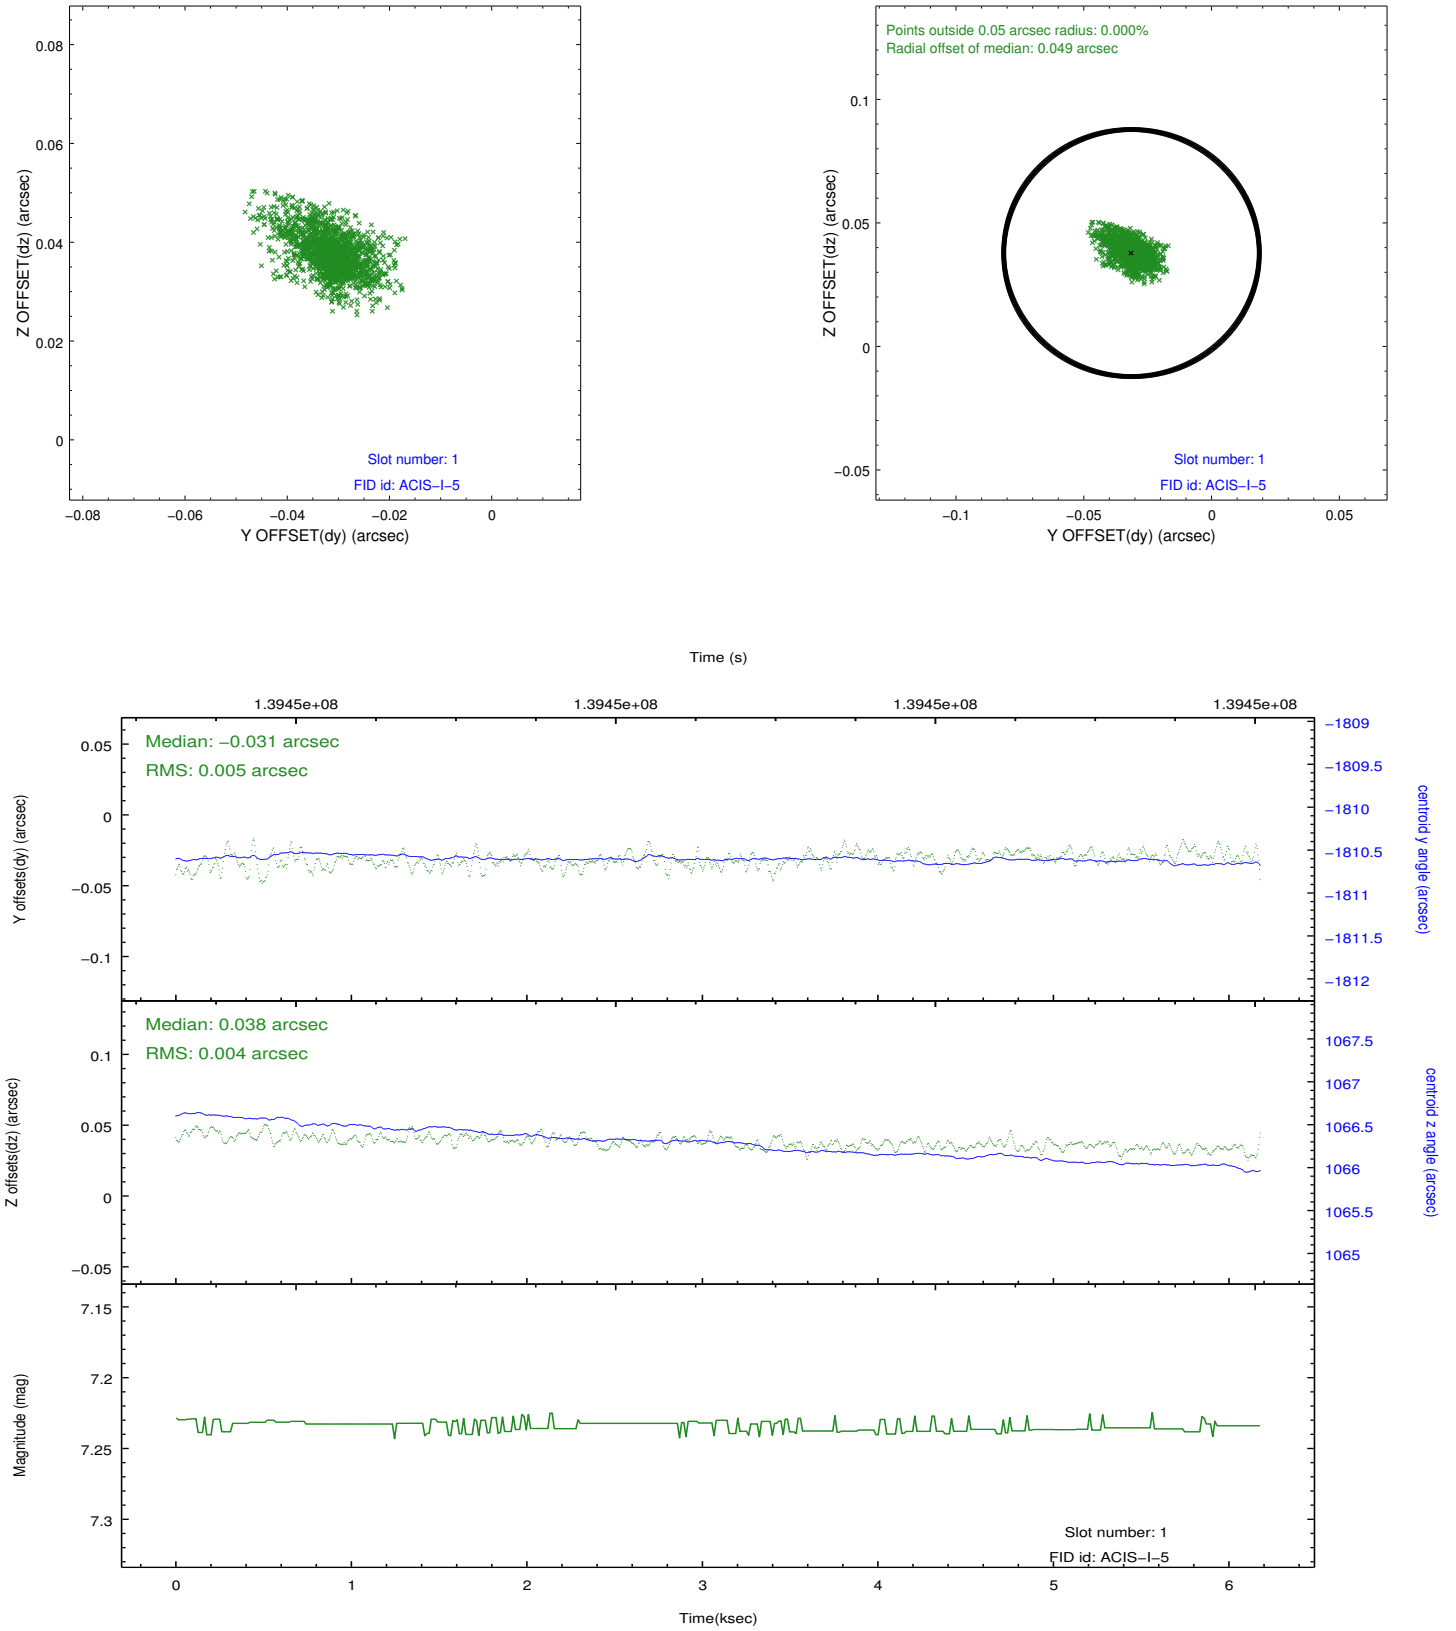 0.08
0.06
0.04
0.02
0
Z OFFSET(dz) (arcsec)
Slot number: 1
FID id: ACIS−I−5
−0.08 −0.06 −0.04 −0.02 0
Y OFFSET(dy) (arcsec)
Points outside 0.05 arcsec radius: 0.000%
Radial offset of median: 0.049 arcsec
0.1
0.05
0
−0.05
Z OFFSET(dz) (arcsec)
Slot number: 1
FID id: ACIS−I−5
−0.1 −0.05 0 0.05
Y OFFSET(dy) (arcsec)
Time (s)
1.3945e+08 1.3945e+08 1.3945e+08 1.3945e+08
Median: −0.031 arcsec
RMS: 0.005 arcsec
0.05
0
−0.05
−0.1
Y offsets(dy) (arcsec)
−1809
−1809.5
−1810
−1810.5
−1811
−1811.5
−1812
centroid y angle (arcsec)
Median: 0.038 arcsec
RMS: 0.004 arcsec
0.1
0.05
0
−0.05
Z offsets(dz) (arcsec)
1067.5
1067
1066.5
1066
1065.5
1065
centroid z angle (arcsec)
7.15
7.2
7.25
7.3
Magnitude (mag)
Slot number: 1
FID id: ACIS−I−5
0 1 2 3 4 5 6
Time(ksec)